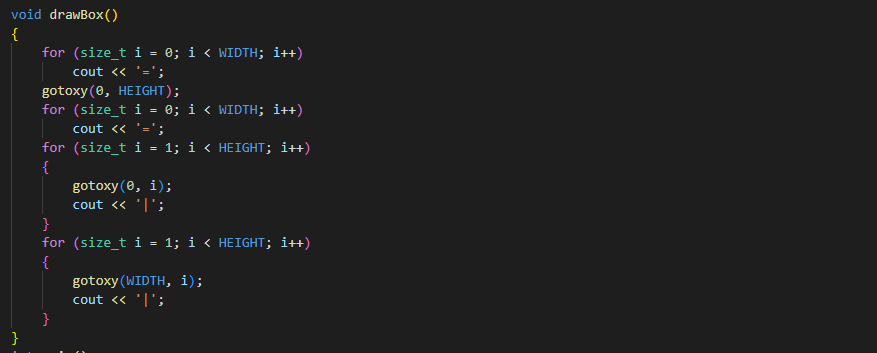 void drawBox()
{
    for (size_t i = 0; i < WIDTH; i++)
        cout << '=';
    gotoxy(0, HEIGHT);
    for (size_t i = 0; i < WIDTH; i++)
        cout << '=';
    for (size_t i = 1; i < HEIGHT; i++)
    {
        gotoxy(0, i);
        cout << '|';
    }
    for (size_t i = 1; i < HEIGHT; i++)
    {
        gotoxy(WIDTH, i);
        cout << '|';
    }
}